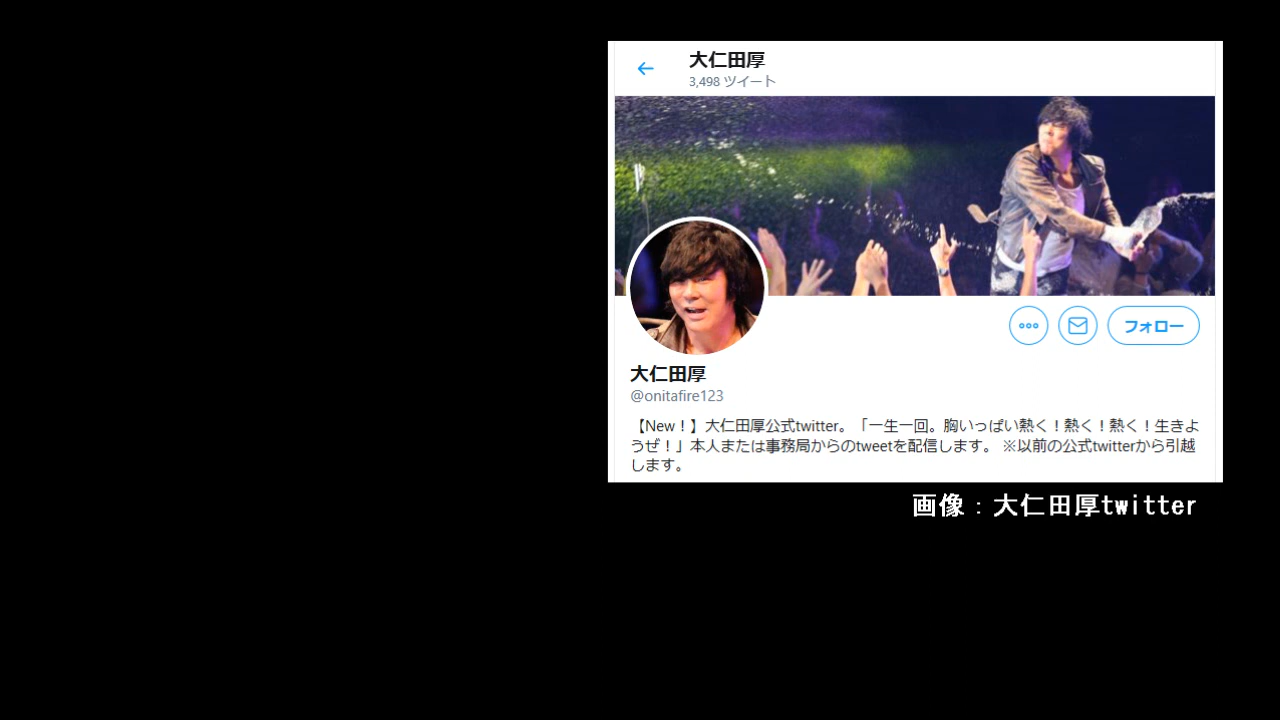 大仁田厚
3,498 ツイート
フォロー
大仁田厚
@onitafire123
【New！】大仁田厚公式twitter。「一生一回。胸いっぱい熱く！熱く！熱く！生きよ
うぜ！」本人または事務局からのtweetを配信します。 ※以前の公式twitterから引越
します。
画像：大仁田厚twitter